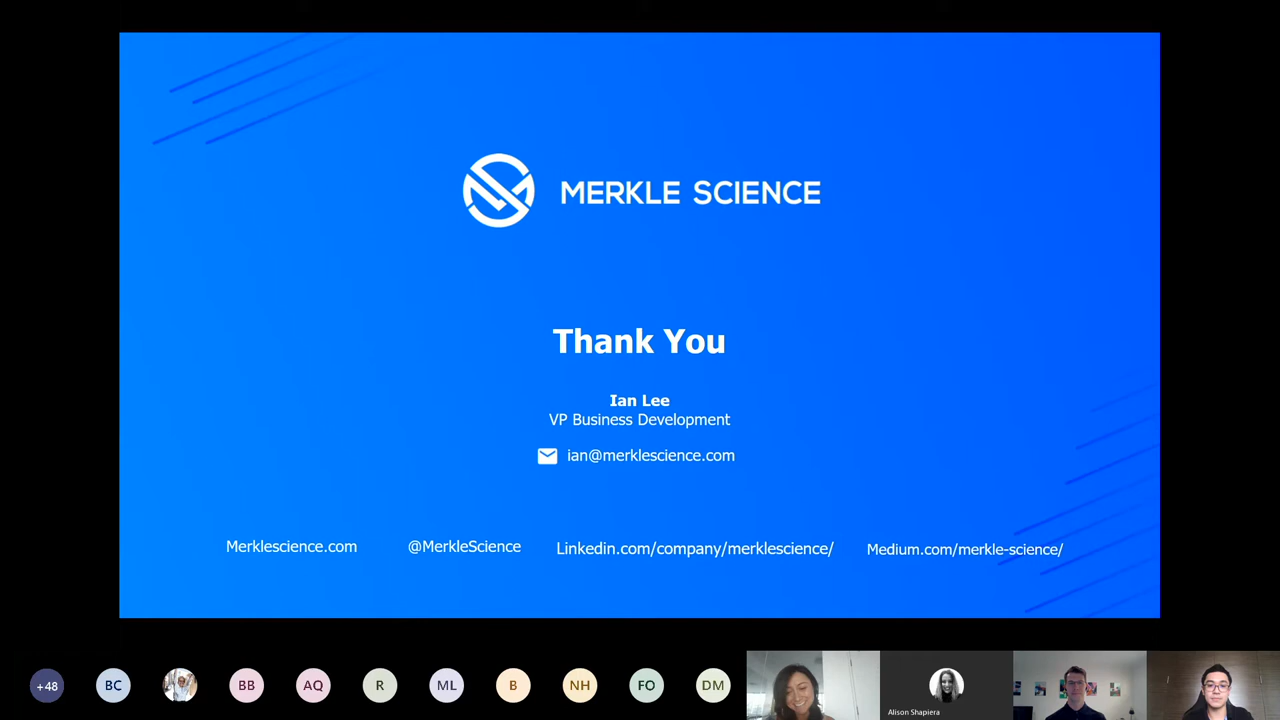 MERKLE SCIENCE
Thank You
Ian Lee
VP Business Development
ian@merklescience.com
Merklescience.com
@MerkleScience
Linkedin.com/company/merklescience/
Medium.com/merkle-science/
+48
BC
BB
AQ
R
ML
B
NH
FO
DM
Alison Shapiera